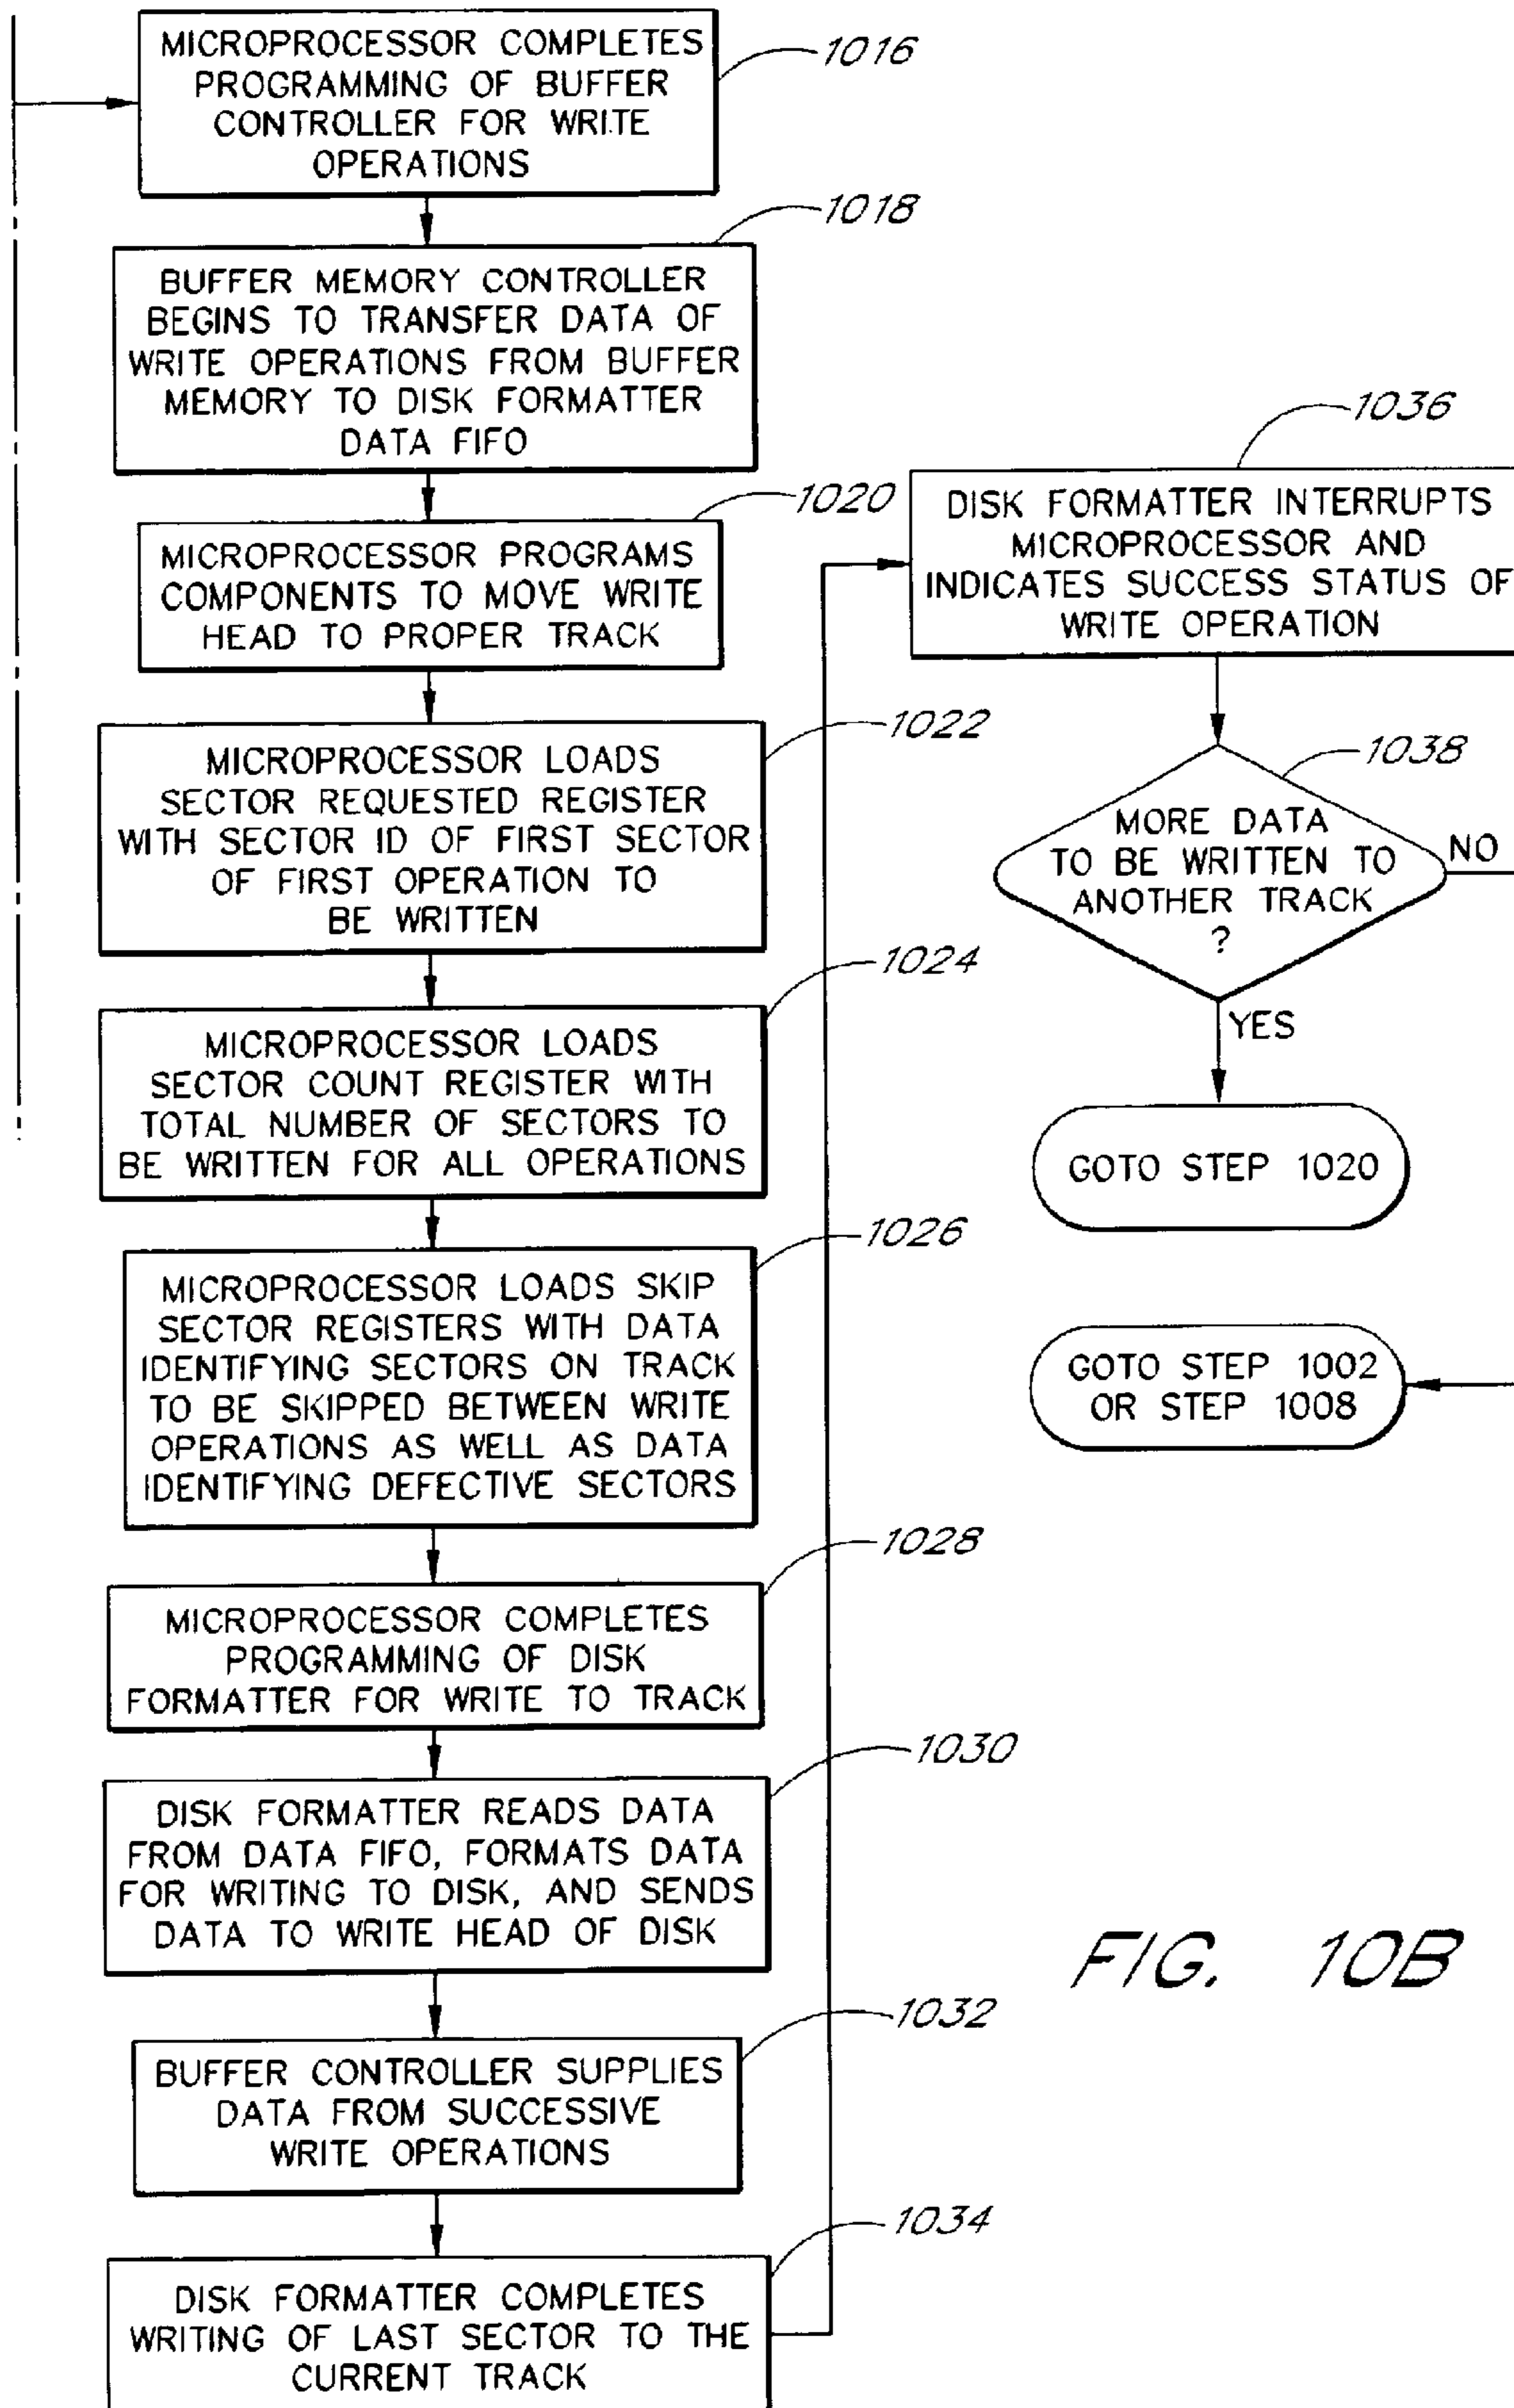 MICROPROCESSOR COMPLETES
PROGRAMMING OF BUFFER
CONTROLLER FOR WRITE
OPERATIONS
1016
BUFFER MEMORY CONTROLLER
BEGINS TO TRANSFER DATA OF
WRITE OPERATIONS FROM BUFFER
MEMORY TO DISK FORMATTER
DATA FIFO
1018
MICROPROCESSOR PROGRAMS
COMPONENTS TO MOVE WRITE
HEAD TO PROPER TRACK
1020
MICROPROCESSOR LOADS
SECTOR REQUESTED REGISTER
WITH SECTOR ID OF FIRST SECTOR
OF FIRST OPERATION TO
BE WRITTEN
1022
MICROPROCESSOR LOADS
SECTOR COUNT REGISTER WITH
TOTAL NUMBER OF SECTORS TO
BE WRITTEN FOR ALL OPERATIONS
1024
MICROPROCESSOR LOADS SKIP
SECTOR REGISTERS WITH DATA
IDENTIFYING SECTORS ON TRACK
TO BE SKIPPED BETWEEN WRITE
OPERATIONS AS WELL AS DATA
IDENTIFYING DEFECTIVE SECTORS
1026
MICROPROCESSOR COMPLETES
PROGRAMMING OF DISK
FORMATTER FOR WRITE TO TRACK
1028
DISK FORMATTER READS DATA
FROM DATA FIFO, FORMATS DATA
FOR WRITING TO DISK, AND SENDS
DATA TO WRITE HEAD OF DISK
1030
BUFFER CONTROLLER SUPPLIES
DATA FROM SUCCESSIVE
WRITE OPERATIONS
1032
DISK FORMATTER COMPLETES
WRITING OF LAST SECTOR TO THE
CURRENT TRACK
1034
DISK FORMATTER INTERRUPTS
MICROPROCESSOR AND
INDICATES SUCCESS STATUS OF
WRITE OPERATION
1036
MORE DATA
TO BE WRITTEN TO
ANOTHER TRACK
?
1038
NO
YES
GOTO STEP 1020
GOTO STEP 1002
OR STEP 1008
FIG. 10B